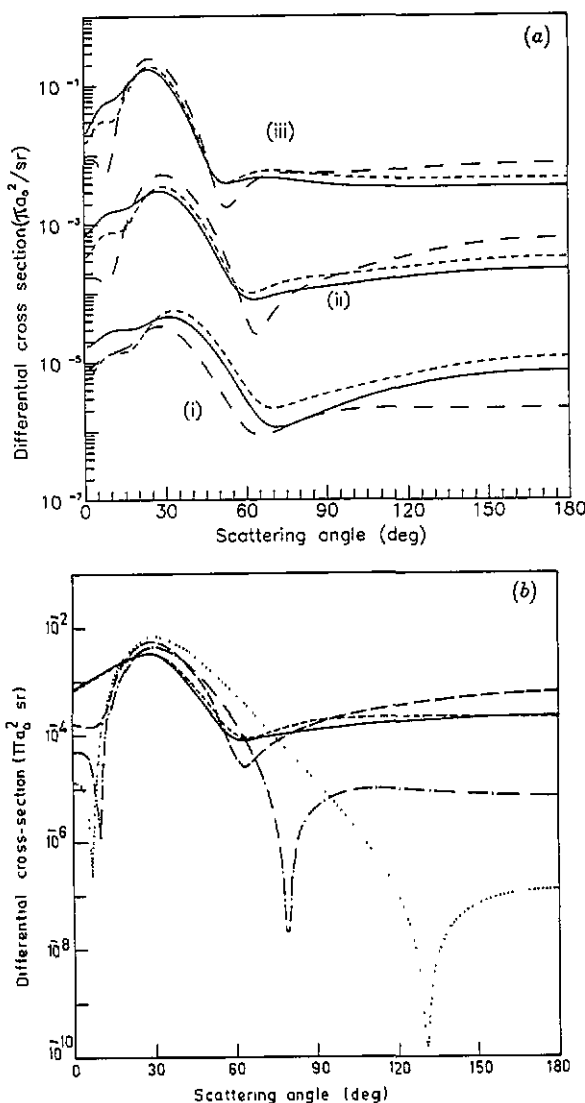 (a)
Differential cross section(πa₀²/sr)
10⁻¹
10⁻³
10⁻⁵
10⁻⁷
(iii)
(ii)
(i)
0 30 60 90 120 150 180
Scattering angle (deg)
(b)
Differential cross-section (πa₀² sr)
10⁻²
10⁻⁴
10⁻⁶
10⁻⁸
10⁻¹⁰
0 30 60 90 120 150 180
Scattering angle (deg)